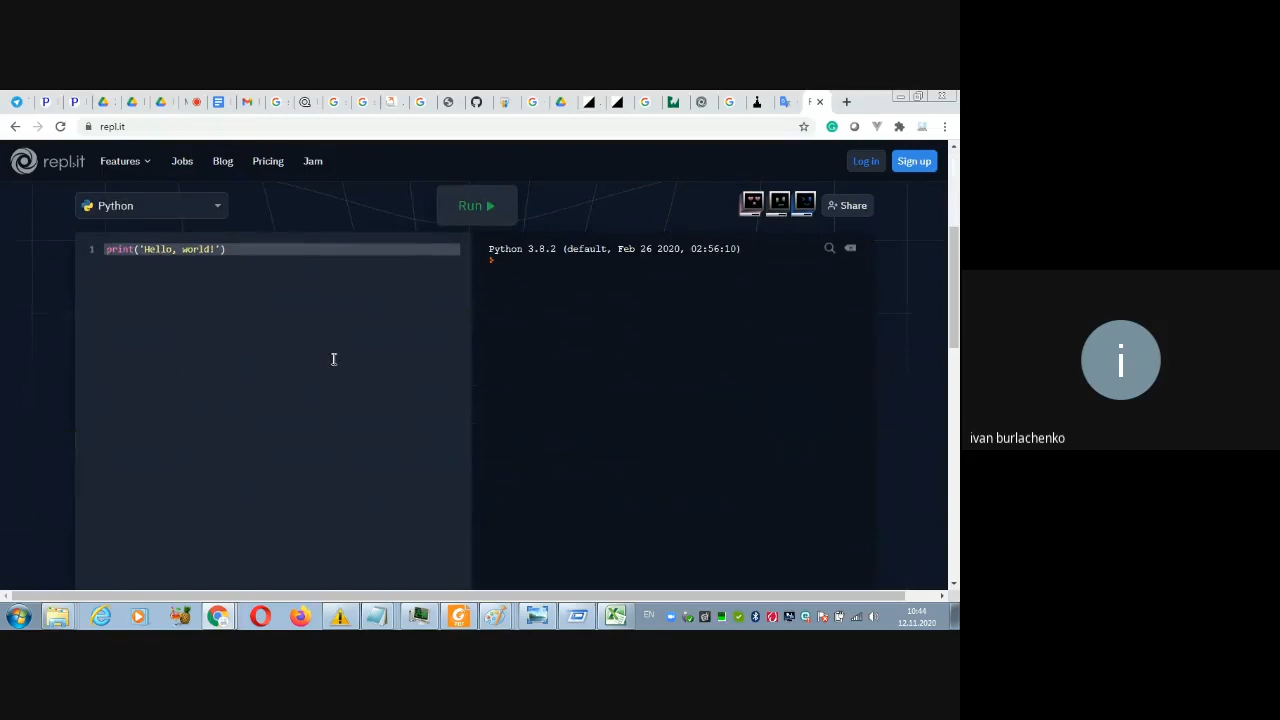 repl.it
repl.it
Features
Jobs
Blog
Pricing
Jam
Log in
Sign up
Python
Run
Share
1 print('Hello, world!')
Python 3.8.2 (default, Feb 26 2020, 02:56:10)
i
ivan burlachenko
EN
10:44
12.11.2020